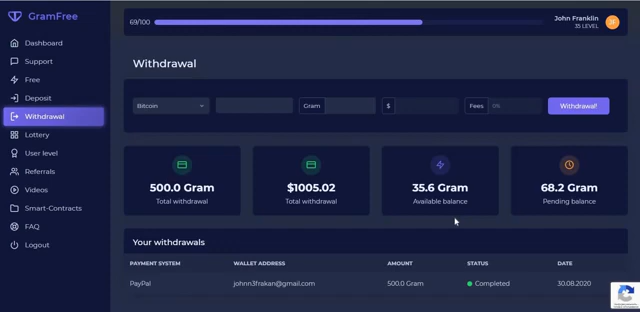 GramFree
69/100
John Franklin
35 LEVEL
JF
Dashboard
Support
Free
Deposit
Withdrawal
Lottery
User level
Referrals
Videos
Smart-Contracts
FAQ
Logout
Withdrawal
Bitcoin
Gram
$
Fees
0%
Withdrawal!
500.0 Gram
Total withdrawal
$1005.02
Total withdrawal
35.6 Gram
Available balance
68.2 Gram
Pending balance
Your withdrawals
PAYMENT SYSTEM WALLET ADDRESS AMOUNT STATUS DATE
PayPal johnn3frakan@gmail.com 500.0 Gram Completed 30.08.2020